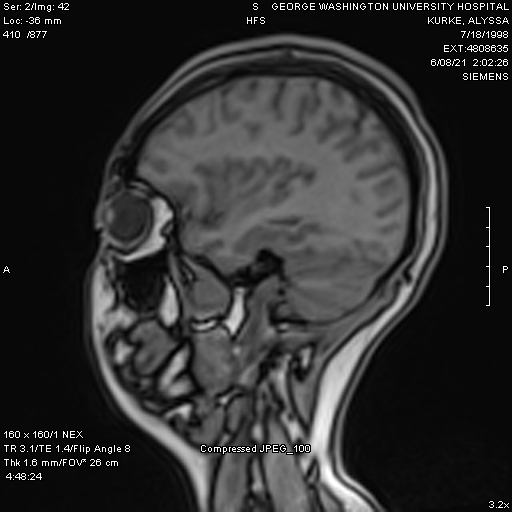 Ser: 2/Img: 42
Loc: -36 mm
410 /877
S GEORGE WASHINGTON UNIVERSITY HOSPITAL
HFS KURKE, ALYSSA
7/18/1998
EXT:4808635
6/08/21 2:02:26
SIEMENS
A
P
160 x 160/1 NEX
TR 3.1/TE 1.4/Flip Angle 8
Thk 1.6 mm/FOV* 26 cm
4:48:24
Compressed JPEG_100
3.2x